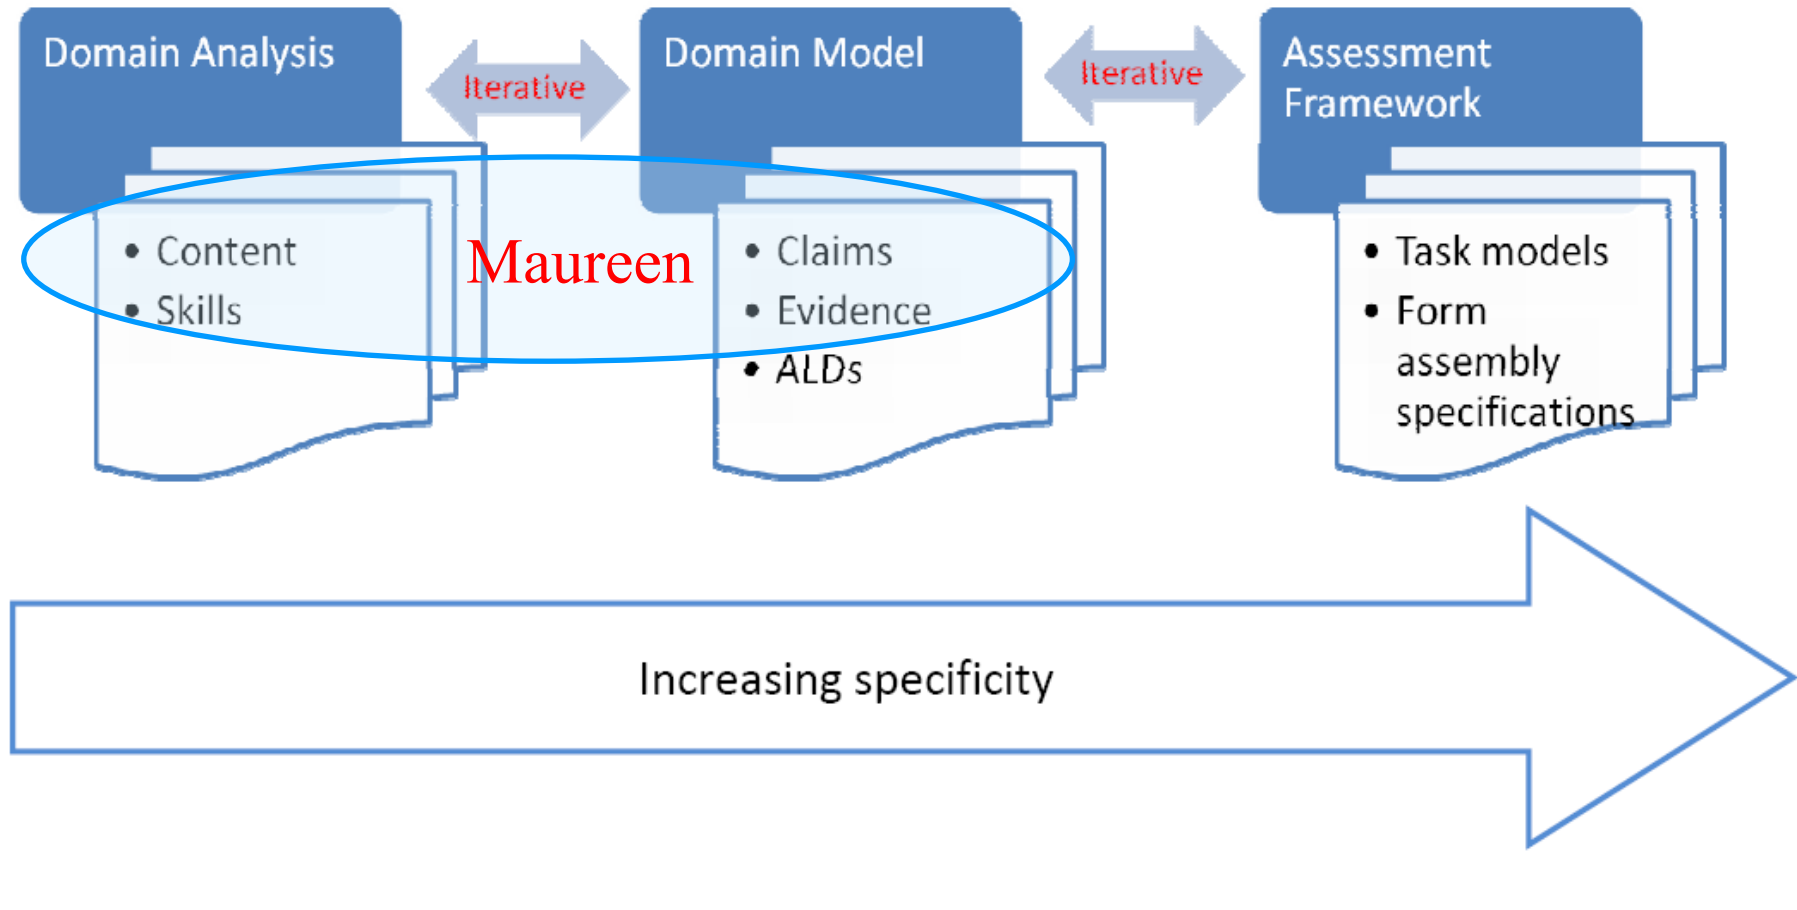 Domain Analysis
Iterative
Domain Model
Iterative
Assessment
Framework
• Content
• Skills
Maureen
• Claims
• Evidence
• ALDs
• Task models
• Form
assembly
specifications
Increasing specificity